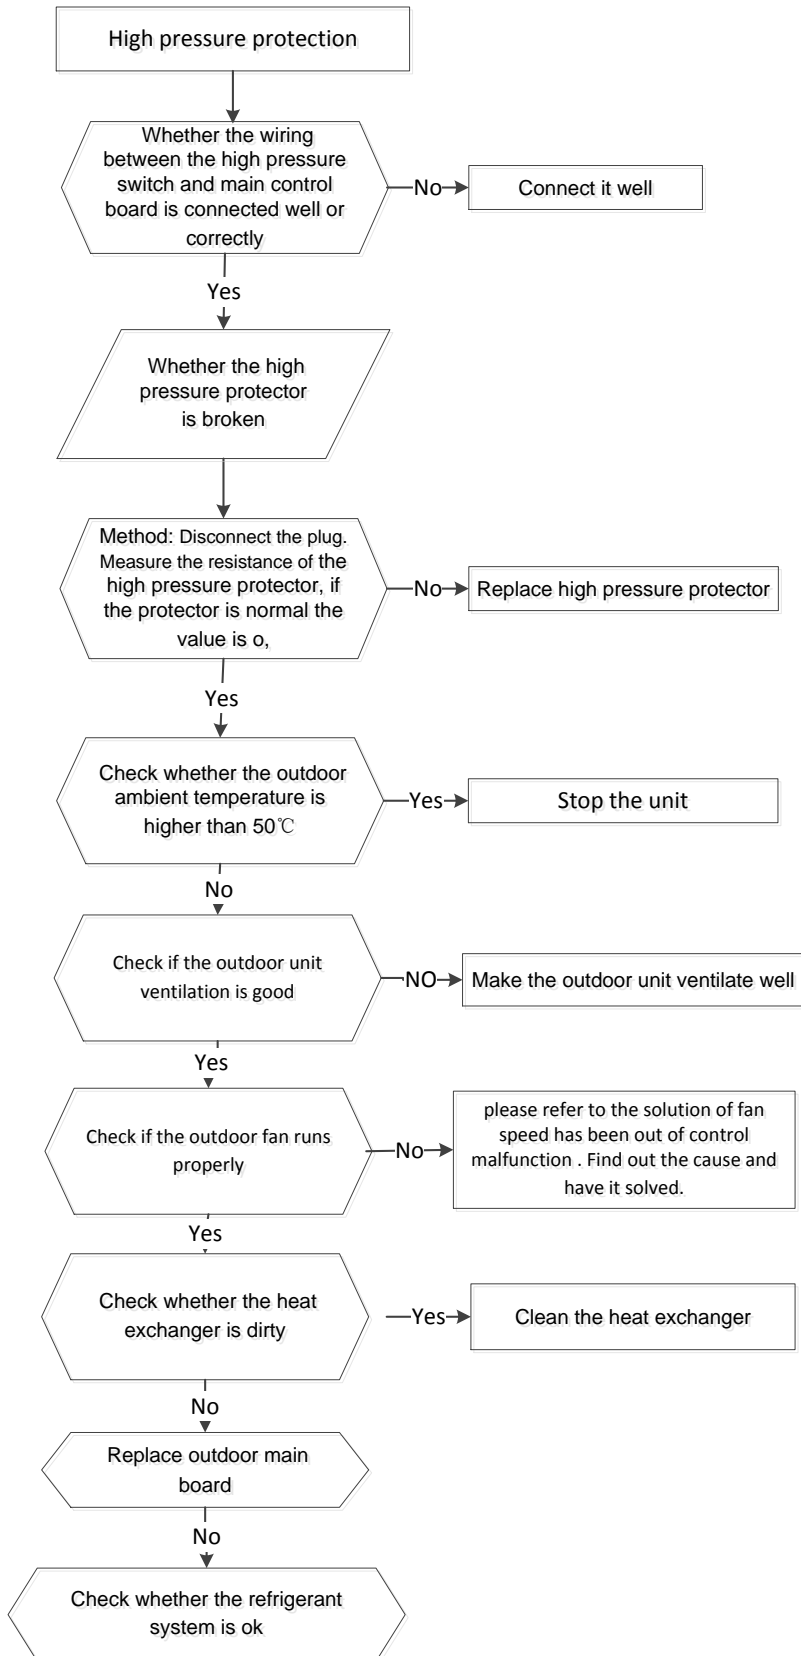 High pressure protection
Whether the wiring
between the high pressure
switch and main control
board is connected well or
correctly
No
Connect it well
Yes
Whether the high
pressure protector
is broken
Method: Disconnect the plug.
Measure the resistance of the
high pressure protector, if
the protector is normal the
value is o,
No
Replace high pressure protector
Yes
Check whether the outdoor
ambient temperature is
higher than 50℃
Yes
Stop the unit
No
Check if the outdoor unit
ventilation is good
NO
Make the outdoor unit ventilate well
Yes
Check if the outdoor fan runs
properly
No
please refer to the solution of fan
speed has been out of control
malfunction . Find out the cause and
have it solved.
Yes
Check whether the heat
exchanger is dirty
Yes
Clean the heat exchanger
No
Replace outdoor main
board
No
Check whether the refrigerant
system is ok